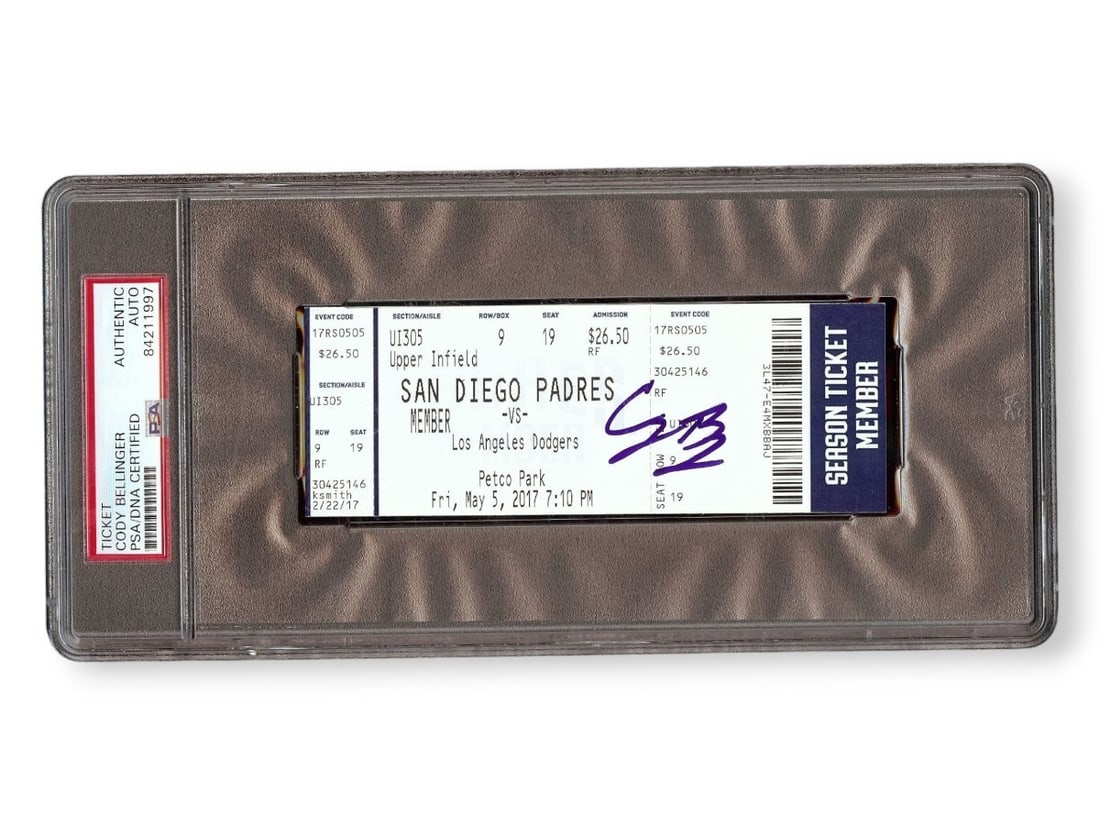 TICKET
CODY BELLINGER
PSA/DNA CERTIFIED
AUTHENTIC
AUTO
84211997
PSA
EVENT CODE
17RS0505
$26.50
SECTION/AISLE
UI305
ROW SEAT
9 19
RF
30425146
ksmith
2/22/17
SECTION/AISLE ROW/BOX SEAT ADMISSION
UI305 9 19 $26.50
Upper Infield RF
SAN DIEGO PADRES
MEMBER -VS-
Los Angeles Dodgers
Petco Park
Fri, May 5, 2017 7:10 PM
EVENT CODE
17RS0505
$26.50
30425146
RF
9
SEAT 19
SEASON TICKET
MEMBER